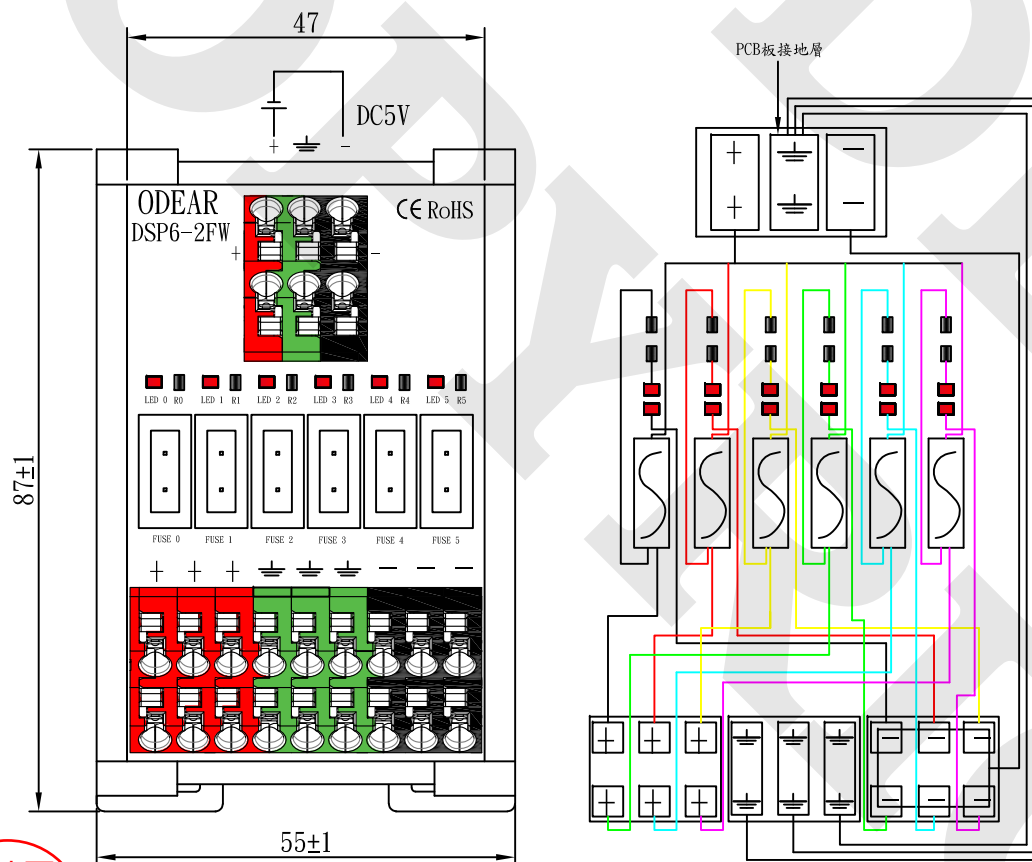 47
PCB板接地層
DC5V
+ -
ODEAR
CE RoHS
DSP6-2FW
+ -
LED 0 R0 LED 1 R1 LED 2 R2 LED 3 R3 LED 4 R4 LED 5 R5
87±1
FUSE 0 FUSE 1 FUSE 2 FUSE 3 FUSE 4 FUSE 5
+ + + - - -
55±1